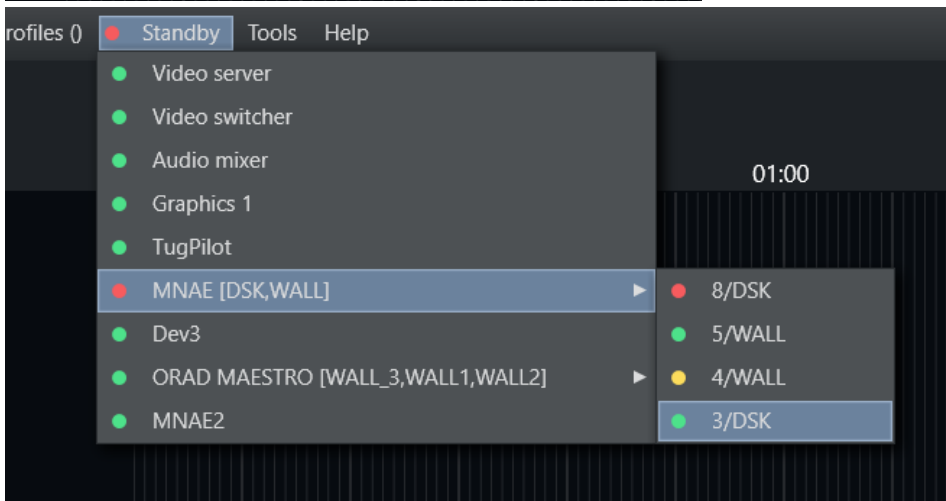 rofiles () Standby Tools Help
Video server
Video switcher
Audio mixer
01:00
Graphics 1
TugPilot
MNAE [DSK,WALL]
8/DSK
Dev3
5/WALL
ORAD MAESTRO [WALL_3,WALL1,WALL2]
4/WALL
MNAE2
3/DSK